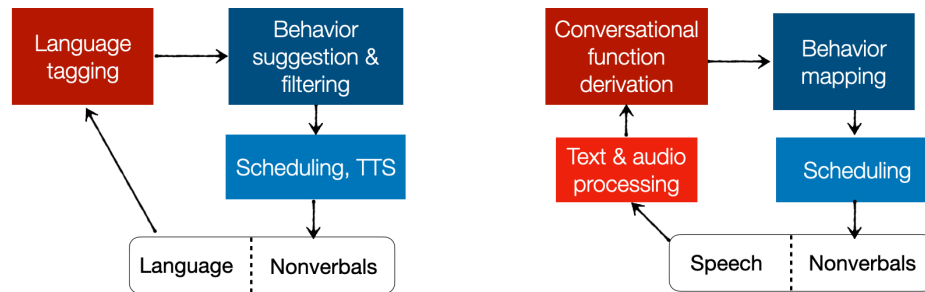 Language
tagging
Behavior
suggestion &
filtering
Scheduling, TTS
Language
Nonverbals
Conversational
function
derivation
Behavior
mapping
Text & audio
processing
Scheduling
Speech
Nonverbals